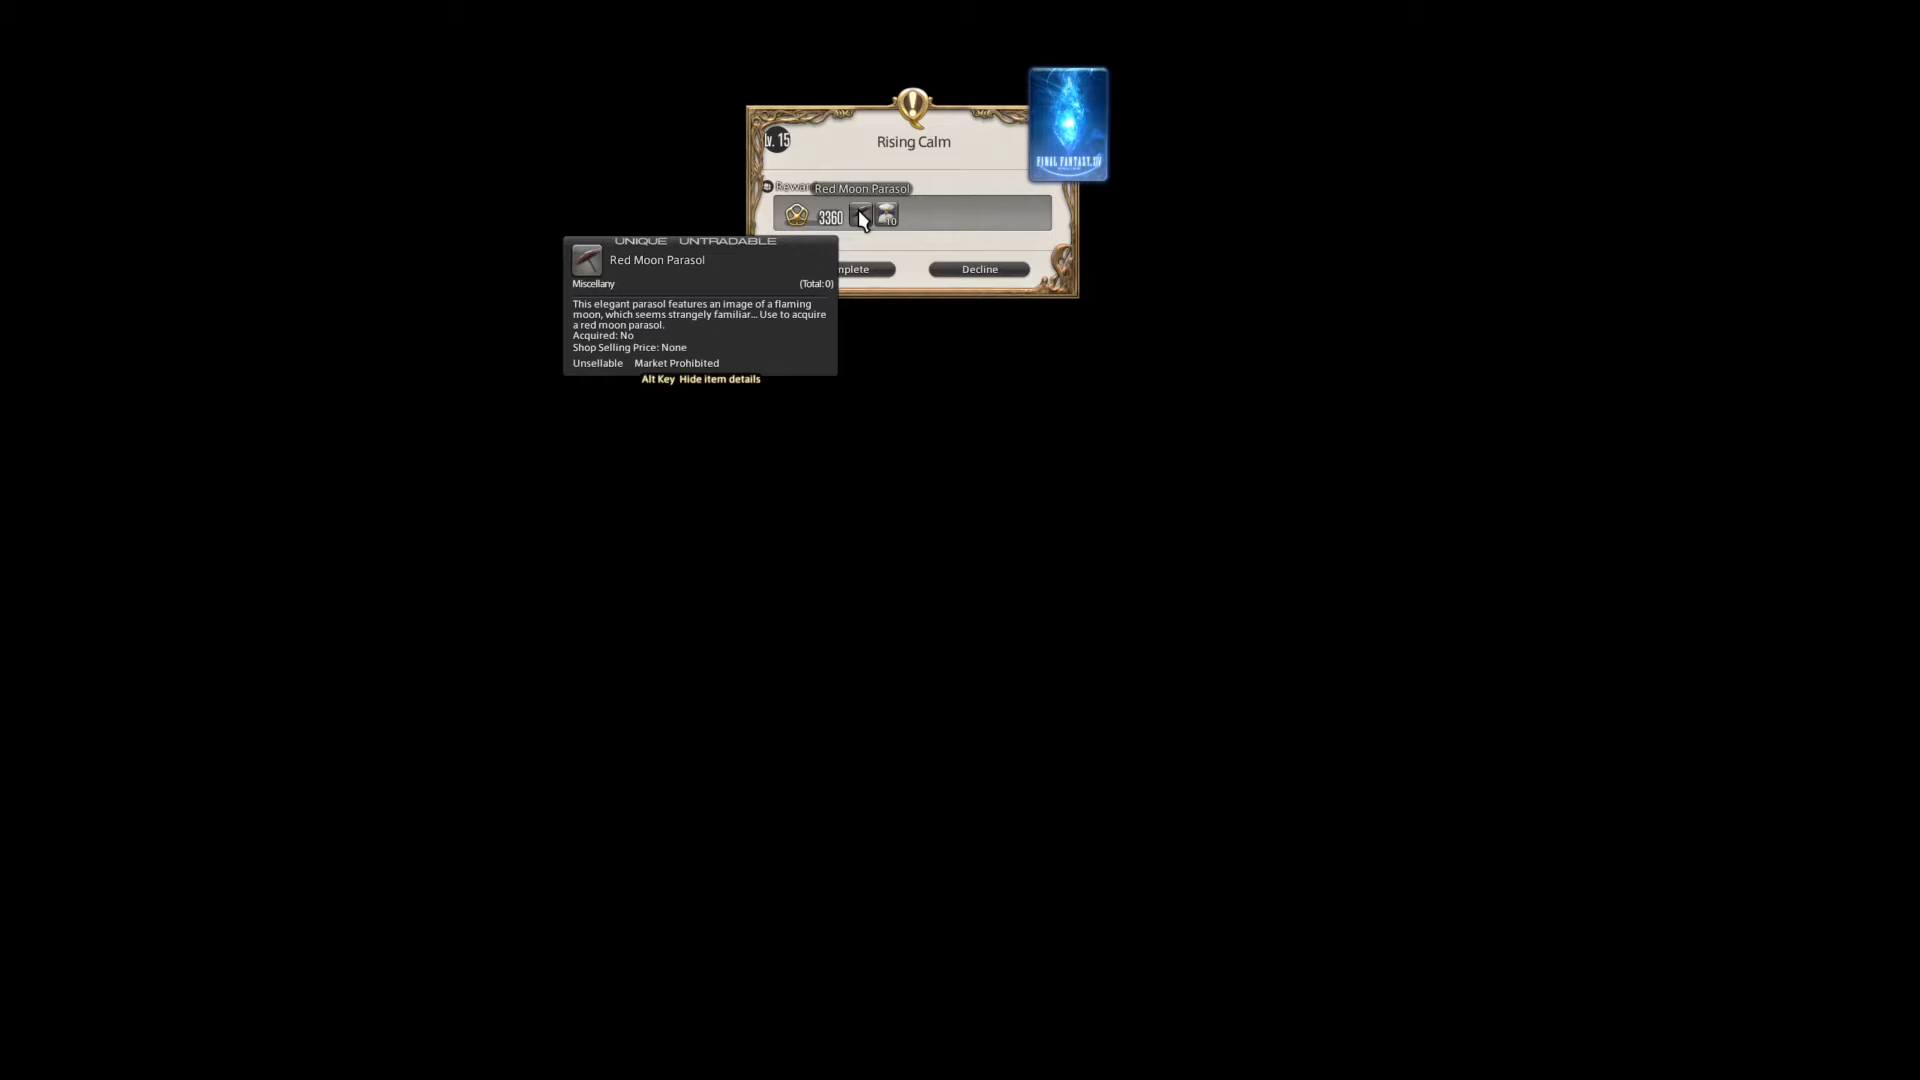 FINAL FANTASY XIV
Lv. 15
Rising Calm
Rewar
Red Moon Parasol
3360
10
UNIQUE UNTRADABLE
Red Moon Parasol
mplete
Decline
Miscellany
(Total: 0)
This elegant parasol features an image of a flaming
moon, which seems strangely familiar... Use to acquire
a red moon parasol.
Acquired: No
Shop Selling Price: None
Unsellable Market Prohibited
Alt Key Hide item details